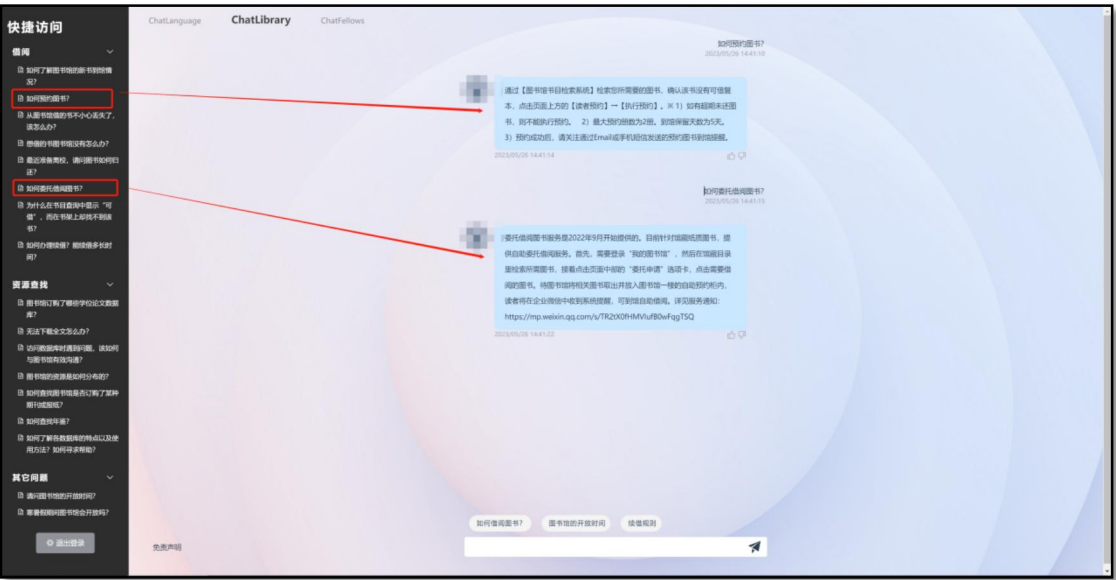 快捷访问
借阅
如何了解图书馆的新书到馆情
况?
如何预约图书?
从图书馆借的书不小心丢失了,
该怎么办?
想借的书图书馆没有怎么办?
最近准备离校，请问图书如何归
还?
如何委托借阅图书?
为什么在书目查询中显示“可
借”，而在书架上却找不到该
书?
如何办理续借? 能续借多长时
间?
资源查找
图书馆订购了哪些学位论文数据
库?
无法下载全文怎么办?
访问数据库时遇到问题，该如何
与图书馆有效沟通?
图书馆的资源是如何分布的?
如何查找图书馆是否订购了某种
期刊或报纸?
如何查找年鉴?
如何了解各数据库的特点以及使
用方法? 如何寻求帮助?
其它问题
请问图书馆的开放时间?
寒暑假期间图书馆会开放吗?
退出登录
ChatLanguage ChatLibrary ChatFellows
如何预约图书?
2023/05/26 14:41:10
通过【图书馆书目检索系统】检索您所需要的图书，确认该书没有可借复
本，点击页面上方的【读者预约】→【执行预约】。※ 1）如有超期未还图
书，则不能执行预约。 2）最大预约册数为2册。到馆保留天数为5天。
3）预约成功后，请关注通过Email或手机短信发送的预约图书到馆提醒。
2023/05/26 14:41:14
如何委托借阅图书?
2023/05/26 14:41:15
委托借阅图书服务是2022年9月开始提供的。目前针对馆藏纸质图书，提
供自助委托借阅服务。首先，需要登录“我的图书馆”，然后在馆藏目录
里检索所需图书，接着点击页面中部的“委托申请”选项卡，点击需要借
阅的图书。待图书馆将相关图书取出并放入图书馆一楼的自助预约柜内，
读者将在企业微信中收到系统提醒，可到馆自助借阅。详见服务通知：
https://mp.weixin.qq.com/s/TR2tX0fHMVlufB0wFqgTSQ
2023/05/26 14:41:22
如何借阅图书? 图书馆的开放时间 续借规则
免责声明